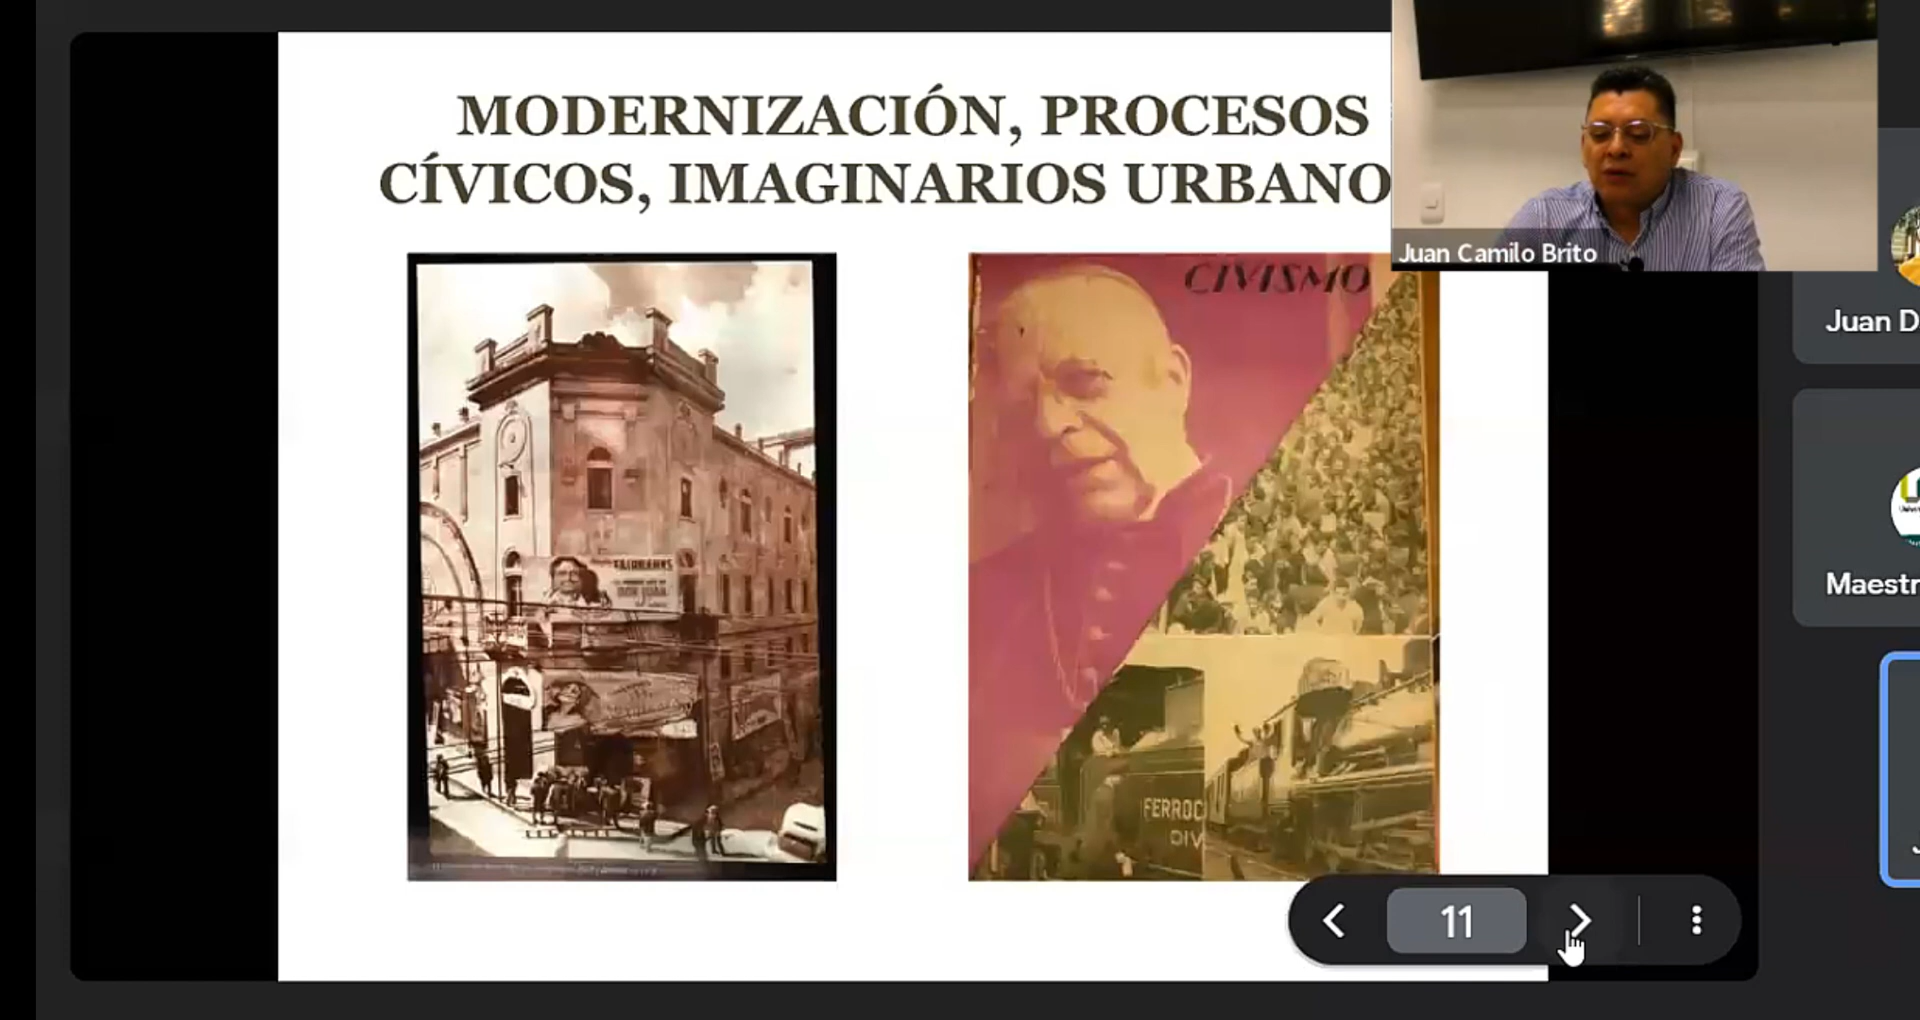 MODERNIZACIÓN, PROCESOS
CÍVICOS, IMAGINARIOS URBANO
Juan Camilo Brito
CIVISMO
Juan D
Maestr
FERROC
DIV
11